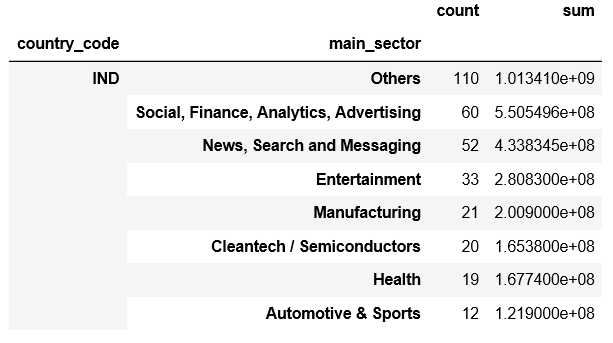 count sum
country_code main_sector
IND Others 110 1.013410e+09
Social, Finance, Analytics, Advertising 60 5.505496e+08
News, Search and Messaging 52 4.338345e+08
Entertainment 33 2.808300e+08
Manufacturing 21 2.009000e+08
Cleantech / Semiconductors 20 1.653800e+08
Health 19 1.677400e+08
Automotive & Sports 12 1.219000e+08